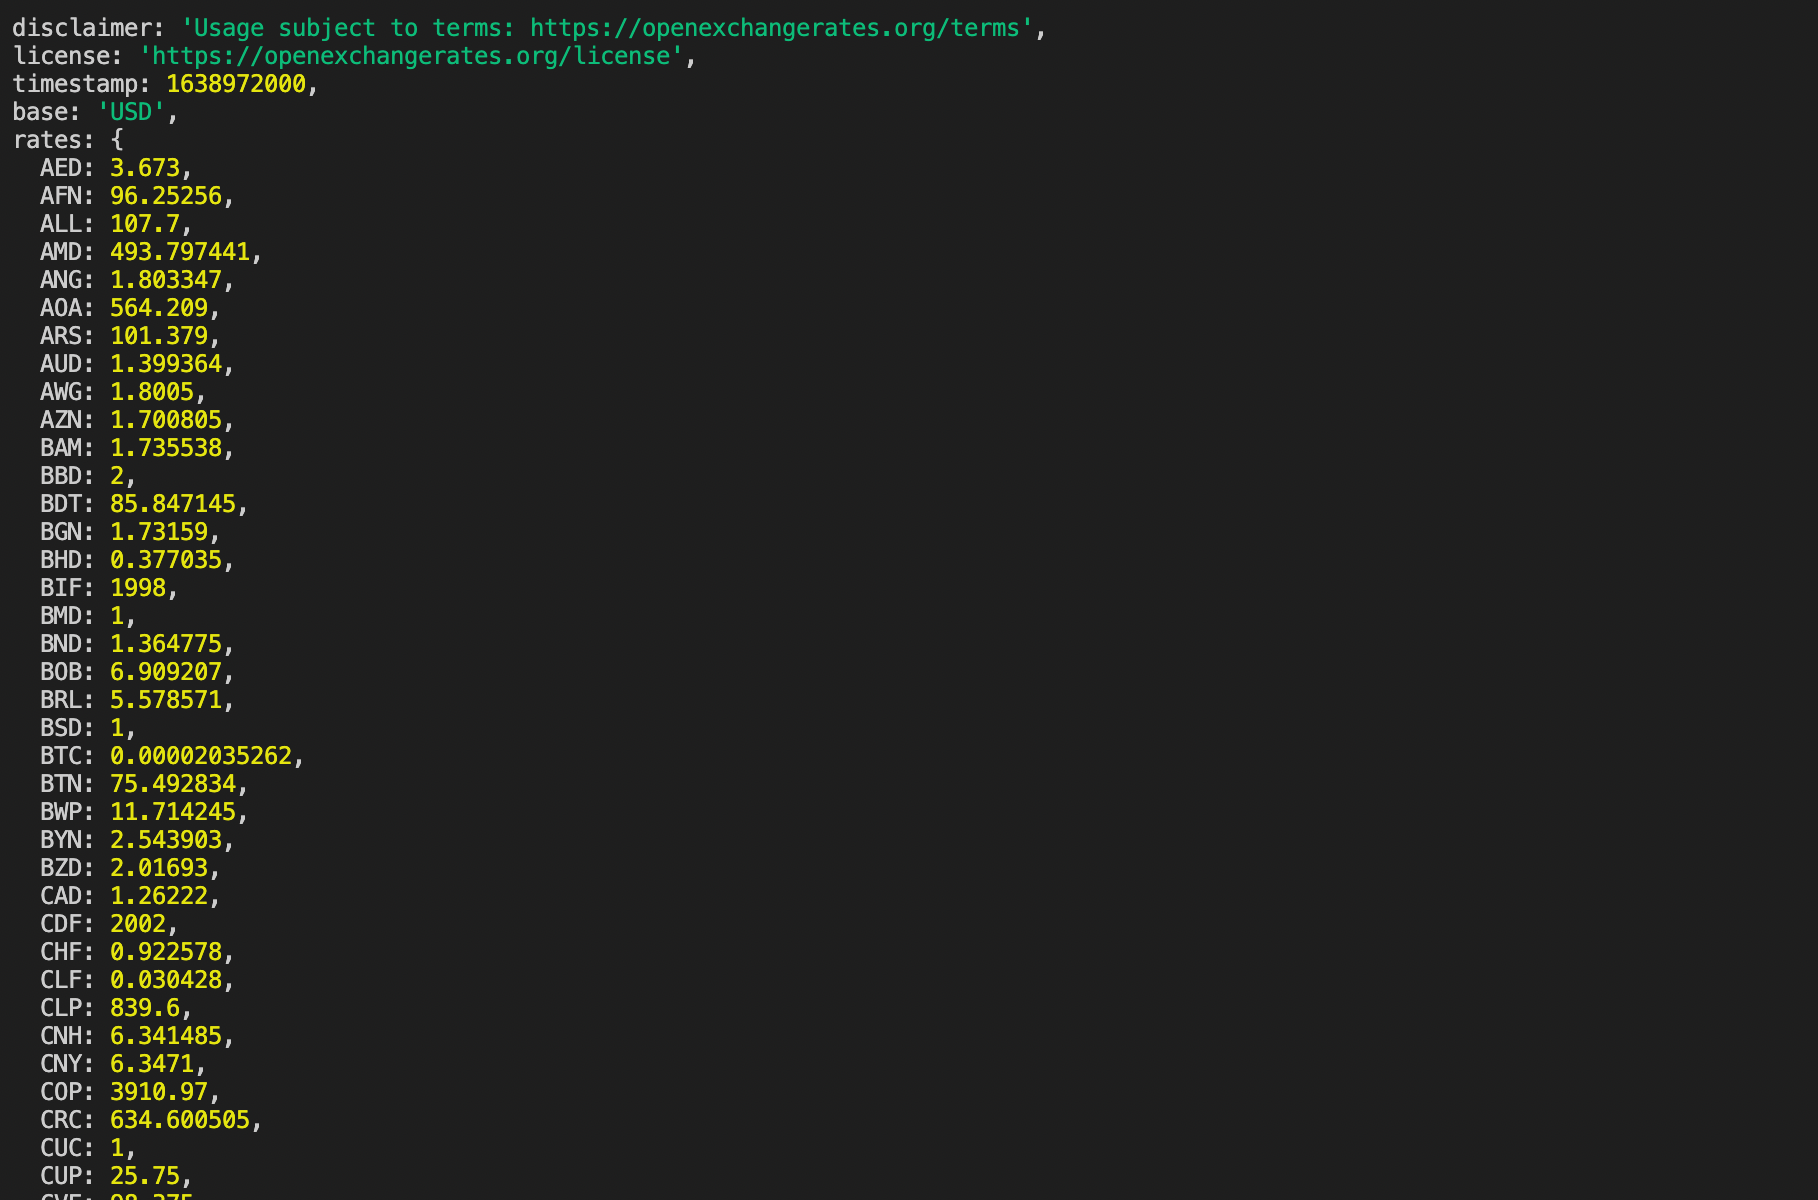 disclaimer: 'Usage subject to terms: https://openexchangerates.org/terms',
license: 'https://openexchangerates.org/license',
timestamp: 1638972000,
base: 'USD',
rates: {
AED: 3.673,
AFN: 96.25256,
ALL: 107.7,
AMD: 493.797441,
ANG: 1.803347,
AOA: 564.209,
ARS: 101.379,
AUD: 1.399364,
AWG: 1.8005,
AZN: 1.700805,
BAM: 1.735538,
BBD: 2,
BDT: 85.847145,
BGN: 1.73159,
BHD: 0.377035,
BIF: 1998,
BMD: 1,
BND: 1.364775,
BOB: 6.909207,
BRL: 5.578571,
BSD: 1,
BTC: 0.00002035262,
BTN: 75.492834,
BWP: 11.714245,
BYN: 2.543903,
BZD: 2.01693,
CAD: 1.26222,
CDF: 2002,
CHF: 0.922578,
CLF: 0.030428,
CLP: 839.6,
CNH: 6.341485,
CNY: 6.3471,
COP: 3910.97,
CRC: 634.600505,
CUC: 1,
CUP: 25.75,